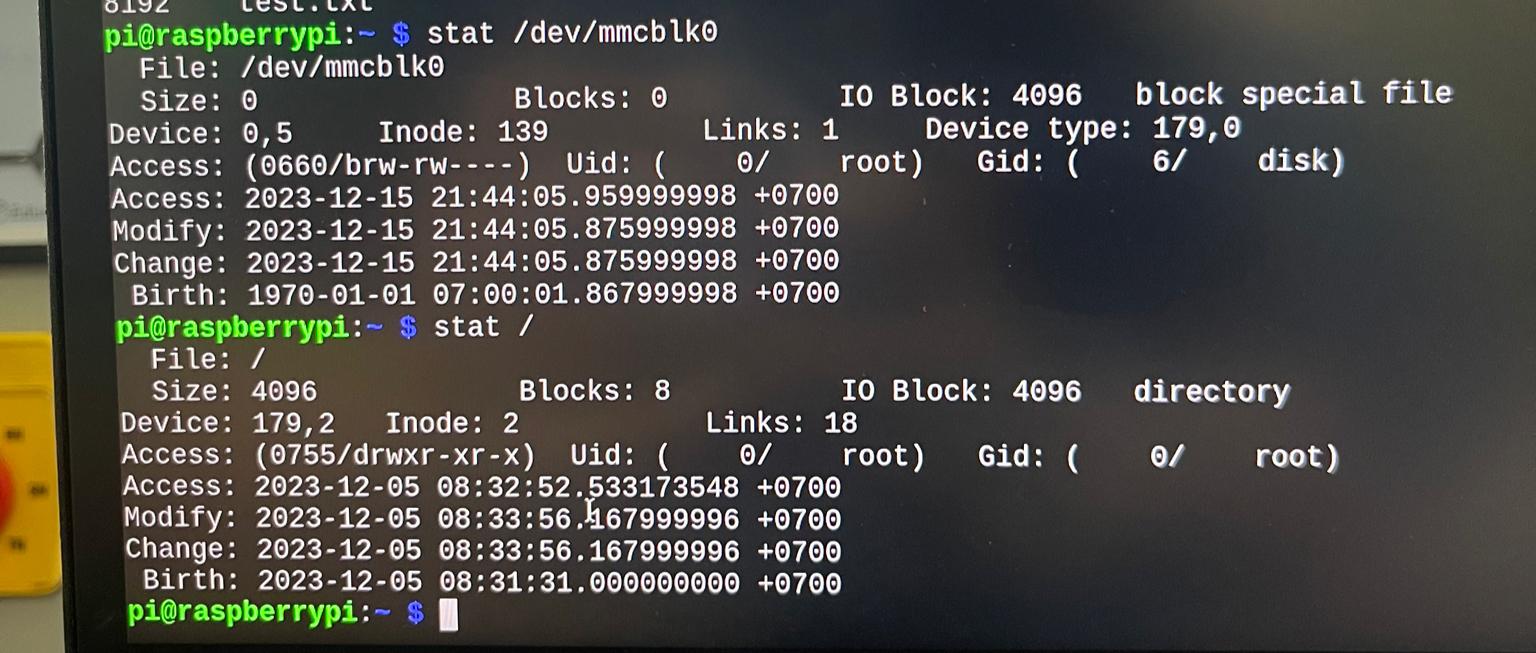 8192 test.txt
pi@raspberrypi:~ $ stat /dev/mmcblk0
File: /dev/mmcblk0
Size: 0 Blocks: 0 IO Block: 4096 block special file
Device: 0,5 Inode: 139 Links: 1 Device type: 179,0
Access: (0660/brw-rw----) Uid: ( 0/ root) Gid: ( 6/ disk)
Access: 2023-12-15 21:44:05.959999998 +0700
Modify: 2023-12-15 21:44:05.875999998 +0700
Change: 2023-12-15 21:44:05.875999998 +0700
Birth: 1970-01-01 07:00:01.867999998 +0700
pi@raspberrypi:~ $ stat /
File: /
Size: 4096 Blocks: 8 IO Block: 4096 directory
Device: 179,2 Inode: 2 Links: 18
Access: (0755/drwxr-xr-x) Uid: ( 0/ root) Gid: ( 0/ root)
Access: 2023-12-05 08:32:52.533173548 +0700
Modify: 2023-12-05 08:33:56.167999996 +0700
Change: 2023-12-05 08:33:56.167999996 +0700
Birth: 2023-12-05 08:31:31.000000000 +0700
pi@raspberrypi:~ $